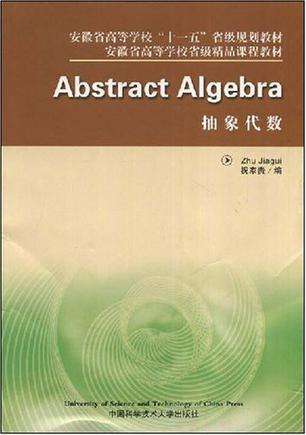 安徽省高等学校“十一五”省级规划教材
安徽省高等学校省级精品课程教材
Abstract Algebra
抽象代数
Zhu Jiagui
祝家贵/编
University of Science and Technology of China Press
中国科学技术大学出版社